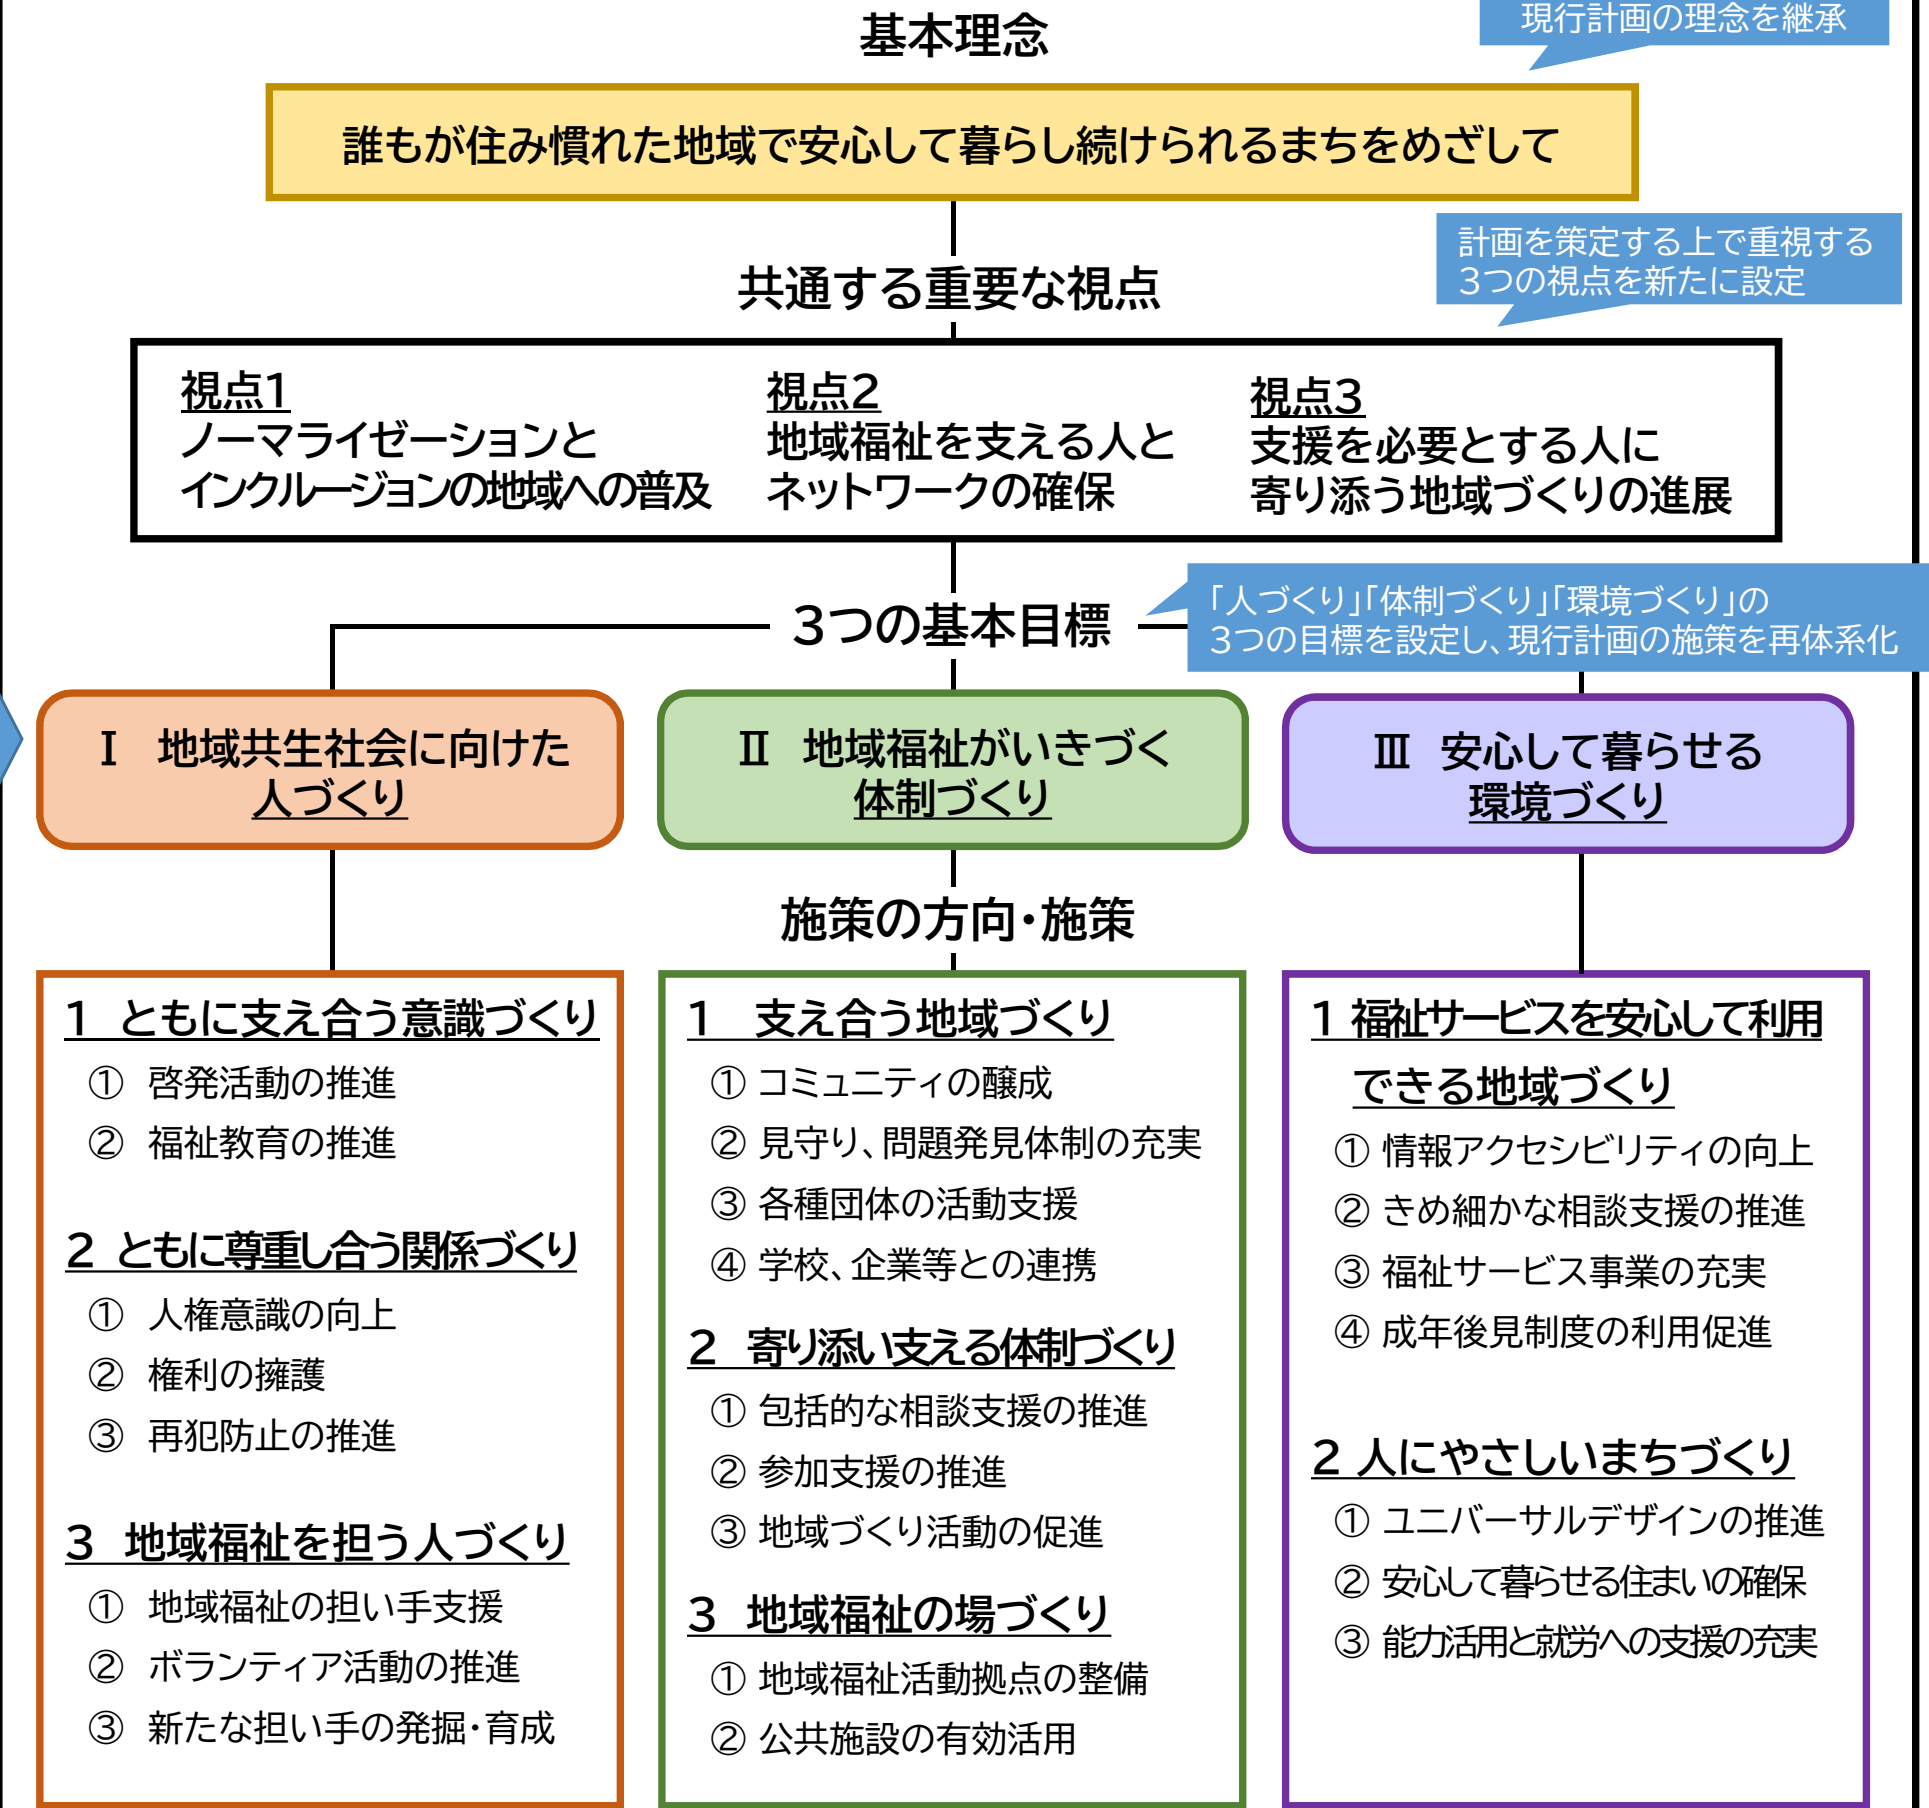 現行計画の理念を継承
基本理念
誰もが住み慣れた地域で安心して暮らし続けられるまちをめざして
計画を策定する上で重視する
3つの視点を新たに設定
共通する重要な視点
視点1
ノーマライゼーションと
インクルージョンの地域への普及
視点2
地域福祉を支える人と
ネットワークの確保
視点3
支援を必要とする人に
寄り添う地域づくりの進展
3つの基本目標
「人づくり」「体制づくり」「環境づくり」の
3つの目標を設定し、現行計画の施策を再体系化
Ⅰ　地域共生社会に向けた
人づくり
Ⅱ　地域福祉がいきづく
体制づくり
Ⅲ　安心して暮らせる
環境づくり
施策の方向・施策
1　ともに支え合う意識づくり
①　啓発活動の推進
②　福祉教育の推進
2　ともに尊重し合う関係づくり
①　人権意識の向上
②　権利の擁護
③　再犯防止の推進
3　地域福祉を担う人づくり
①　地域福祉の担い手支援
②　ボランティア活動の推進
③　新たな担い手の発掘・育成
1　支え合う地域づくり
① コミュニティの醸成
② 見守り、問題発見体制の充実
③ 各種団体の活動支援
④ 学校、企業等との連携
2　寄り添い支える体制づくり
① 包括的な相談支援の推進
② 参加支援の推進
③ 地域づくり活動の促進
3　地域福祉の場づくり
① 地域福祉活動拠点の整備
② 公共施設の有効活用
1 福祉サービスを安心して利用
できる地域づくり
① 情報アクセシビリティの向上
② きめ細かな相談支援の推進
③ 福祉サービス事業の充実
④ 成年後見制度の利用促進
2 人にやさしいまちづくり
① ユニバーサルデザインの推進
② 安心して暮らせる住まいの確保
③ 能力活用と就労への支援の充実